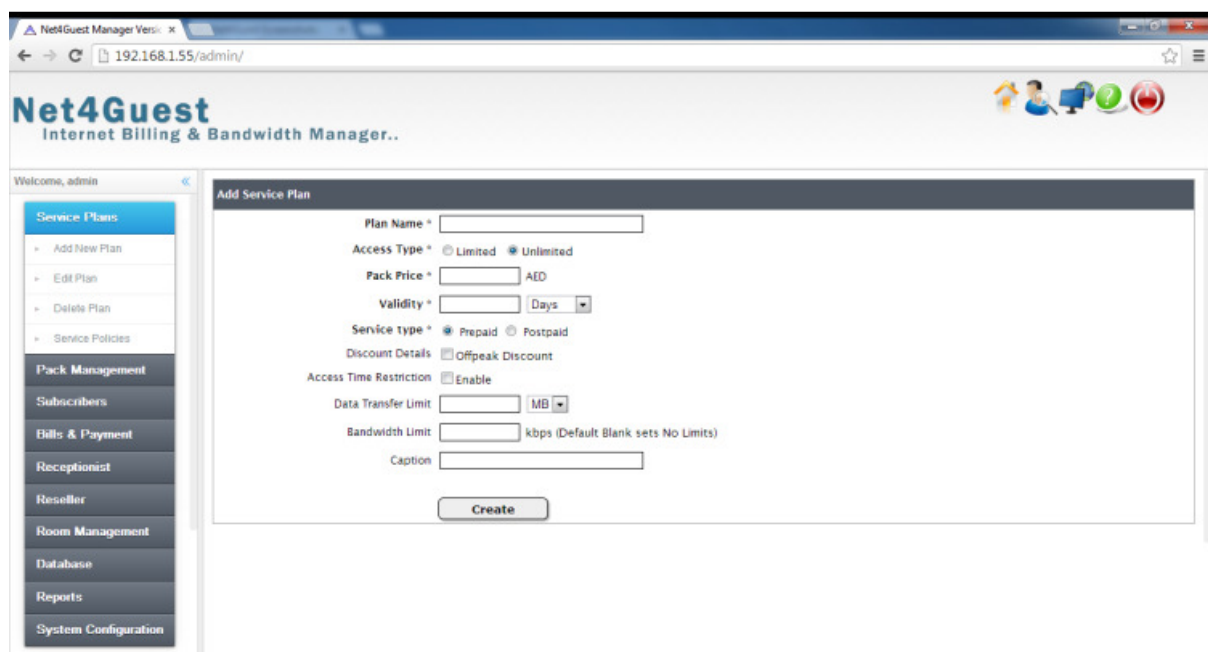 Net4Guest Manager Versic
192.168.1.55/admin/
Net4Guest
Internet Billing & Bandwidth Manager..
Welcome, admin
Service Plans
Add New Plan
Edit Plan
Delete Plan
Service Policies
Pack Management
Subscribers
Bills & Payment
Receptionist
Reseller
Room Management
Database
Reports
System Configuration
Add Service Plan
Plan Name *
Access Type * Limited Unlimited
Pack Price * AED
Validity * Days
Service type * Prepaid Postpaid
Discount Details Offpeak Discount
Access Time Restriction Enable
Data Transfer Limit MB
Bandwidth Limit kbps (Default Blank sets No Limits)
Caption
Create